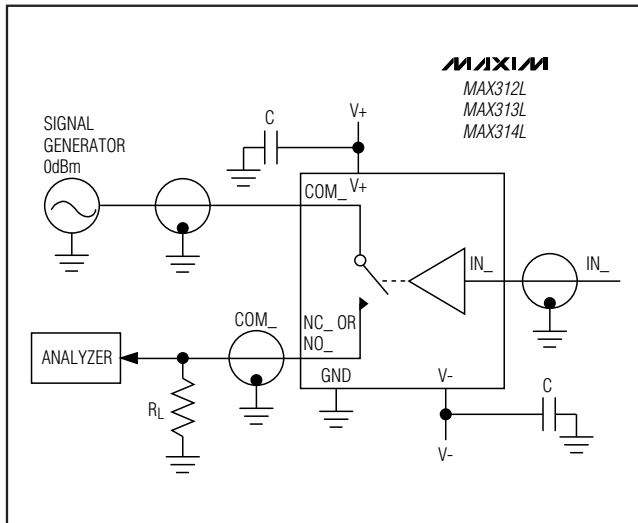 MAXIM
MAX312L
MAX313L
MAX314L
V+
C
SIGNAL
GENERATOR
0dBm
COM_
V+
IN_
IN_
COM_
NC_ OR
NO_
ANALYZER
GND
V-
C
RL
V-